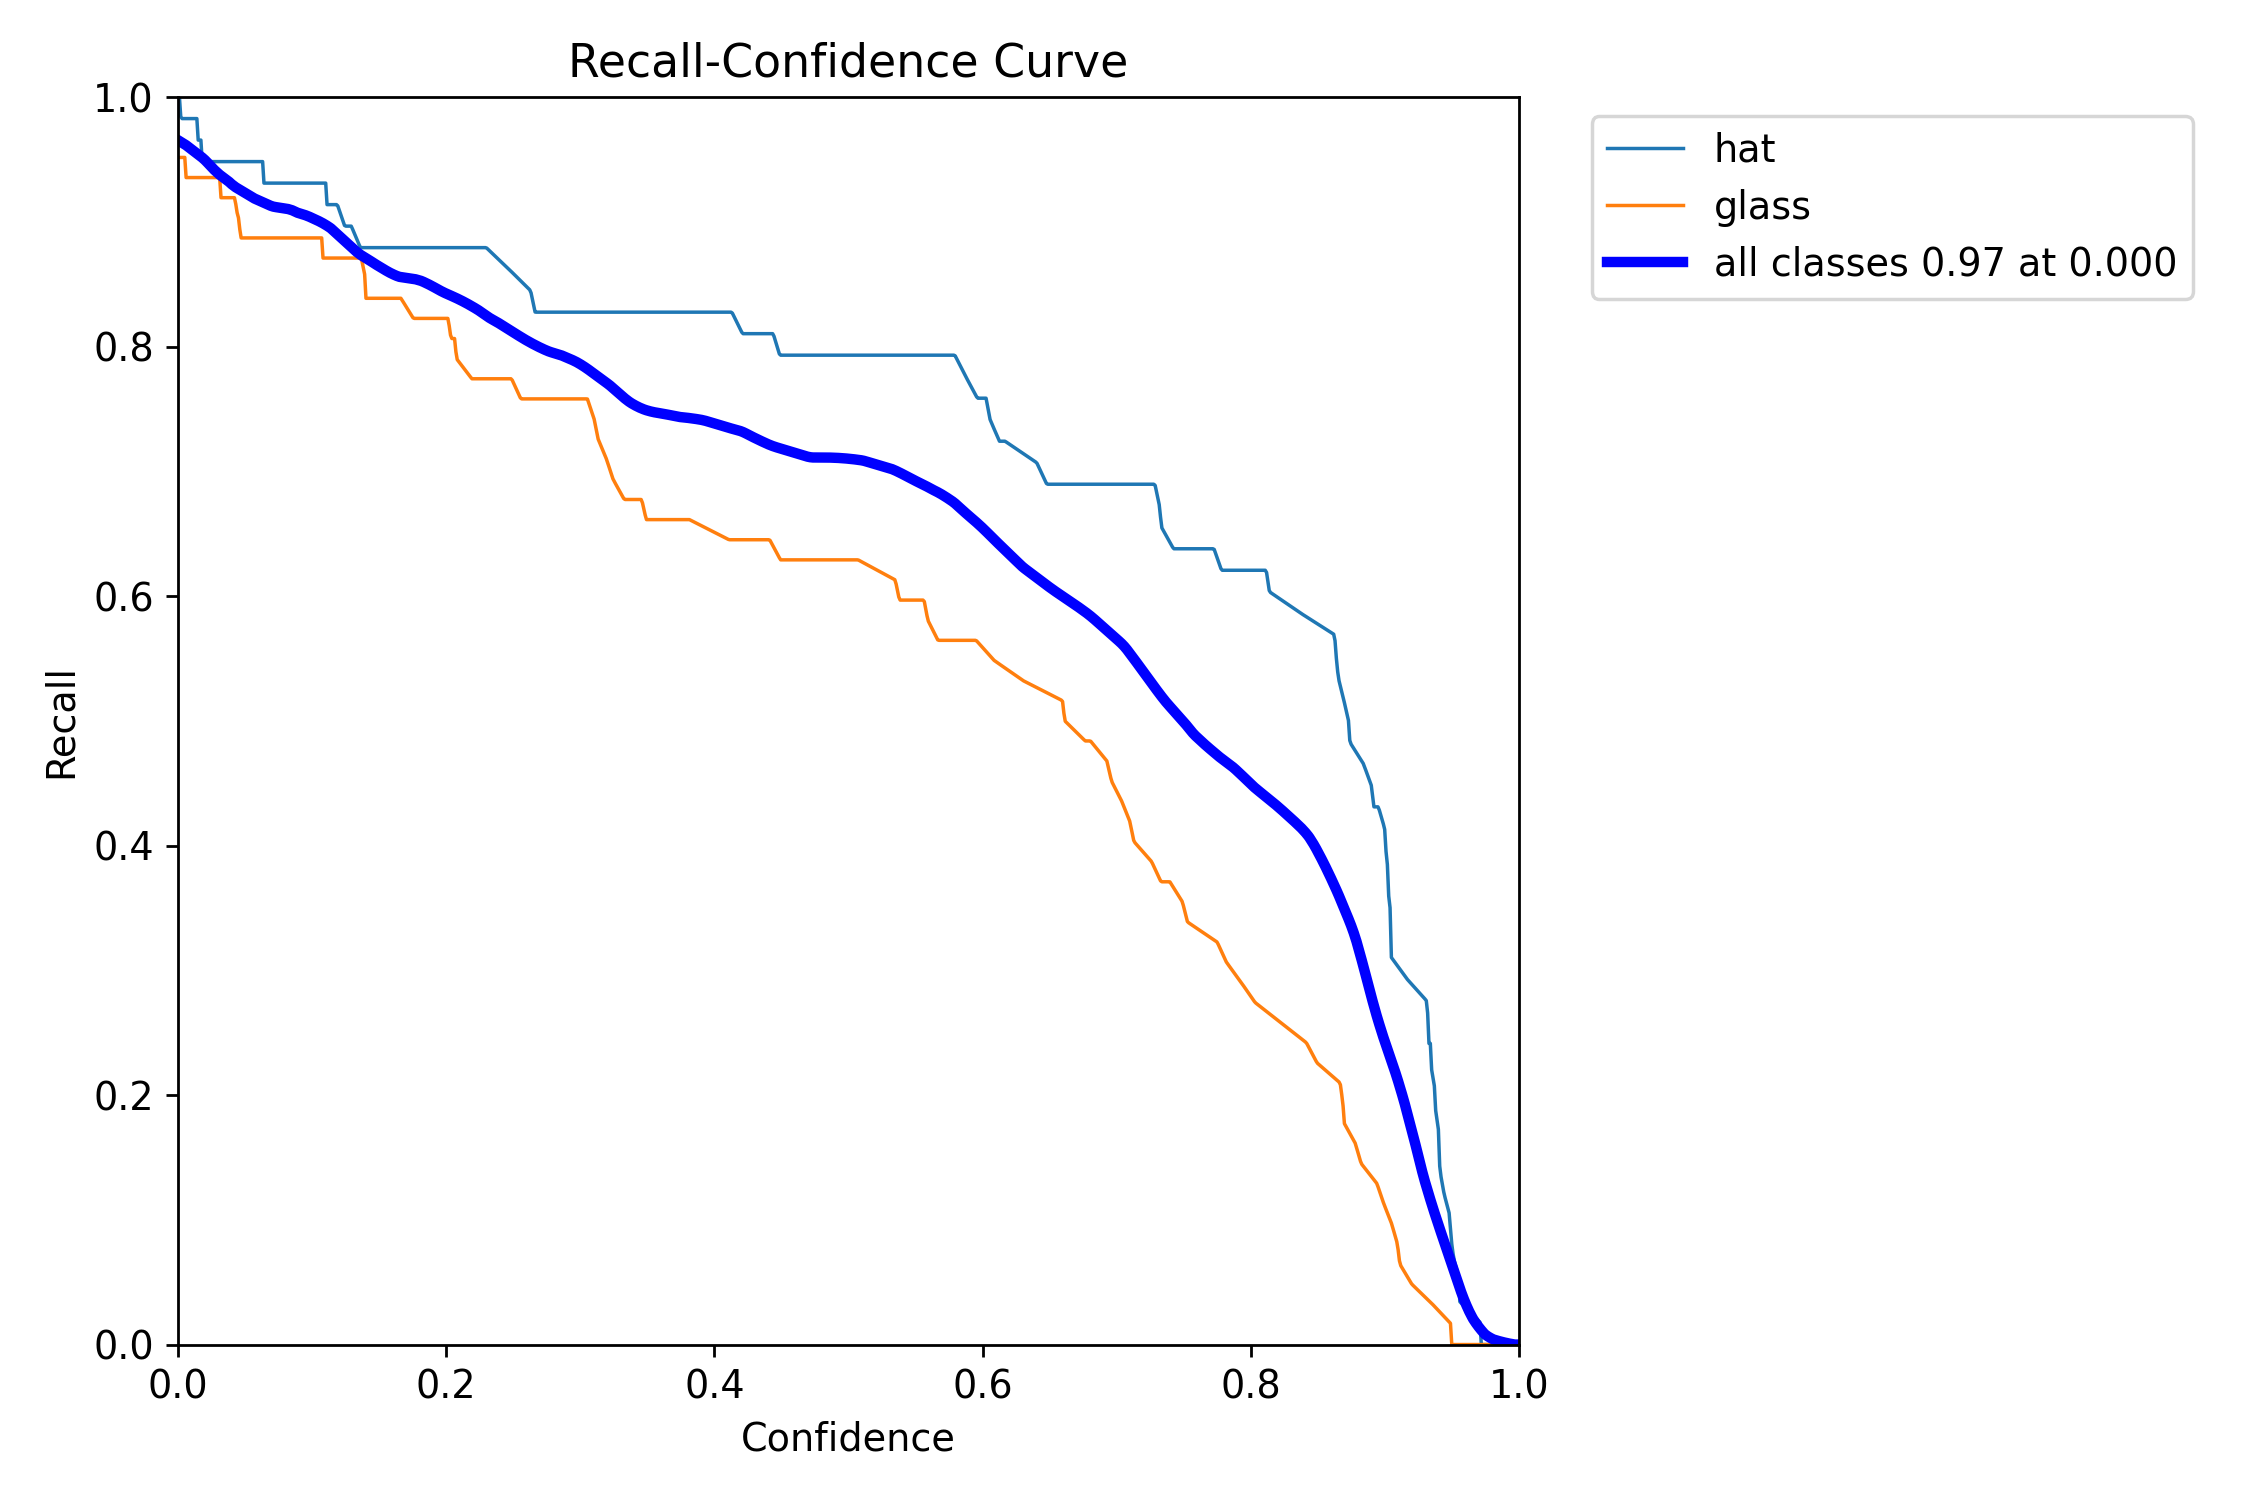 Recall-Confidence Curve
1.0
0.8
0.6
0.4
0.2
0.0
Recall
0.0 0.2 0.4 0.6 0.8 1.0
Confidence
hat
glass
all classes 0.97 at 0.000